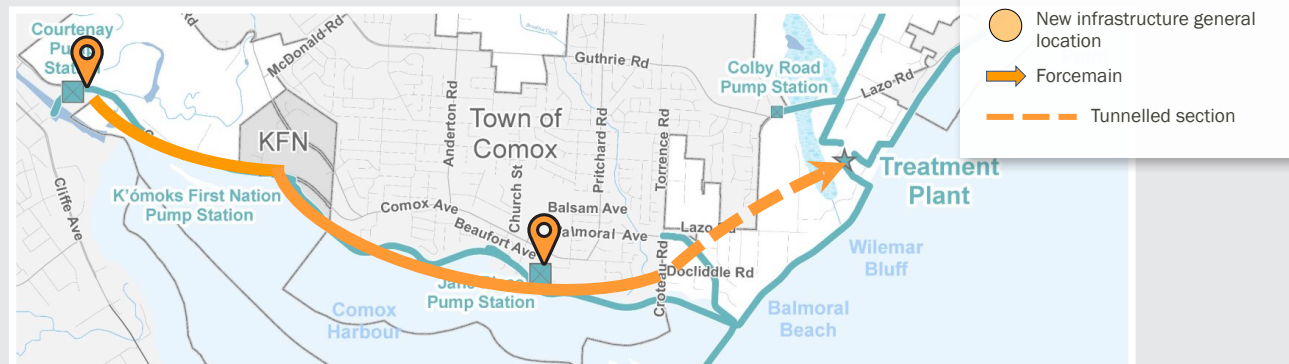 New infrastructure general
location
Forcemain
Tunnelled section
Courtenay
Pump
Station
McDonald-Rd
Guthrie Rd
Colby Road
Pump Station
Lazo-Rd
KFN
Anderton-Rd
Town of
Comox
Pritchard Rd
Torrence Rd
Church St
Treatment
Plant
Cliffe-Ave
K'ómoks First Nation
Pump Station
Comox Ave
Balsam Ave
Beaufort Ave
Balmoral Ave
Lazo-Rd
Croteau-Rd
Docliddle Rd
Wilemar
Bluff
Pump Station
Comox
Harbour
Balmoral
Beach